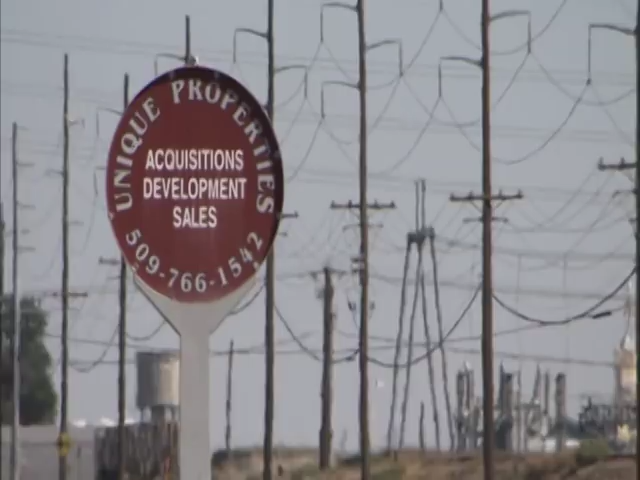 UNIQUE PROPERTIES
ACQUISITIONS
DEVELOPMENT
SALES
509-766-1542